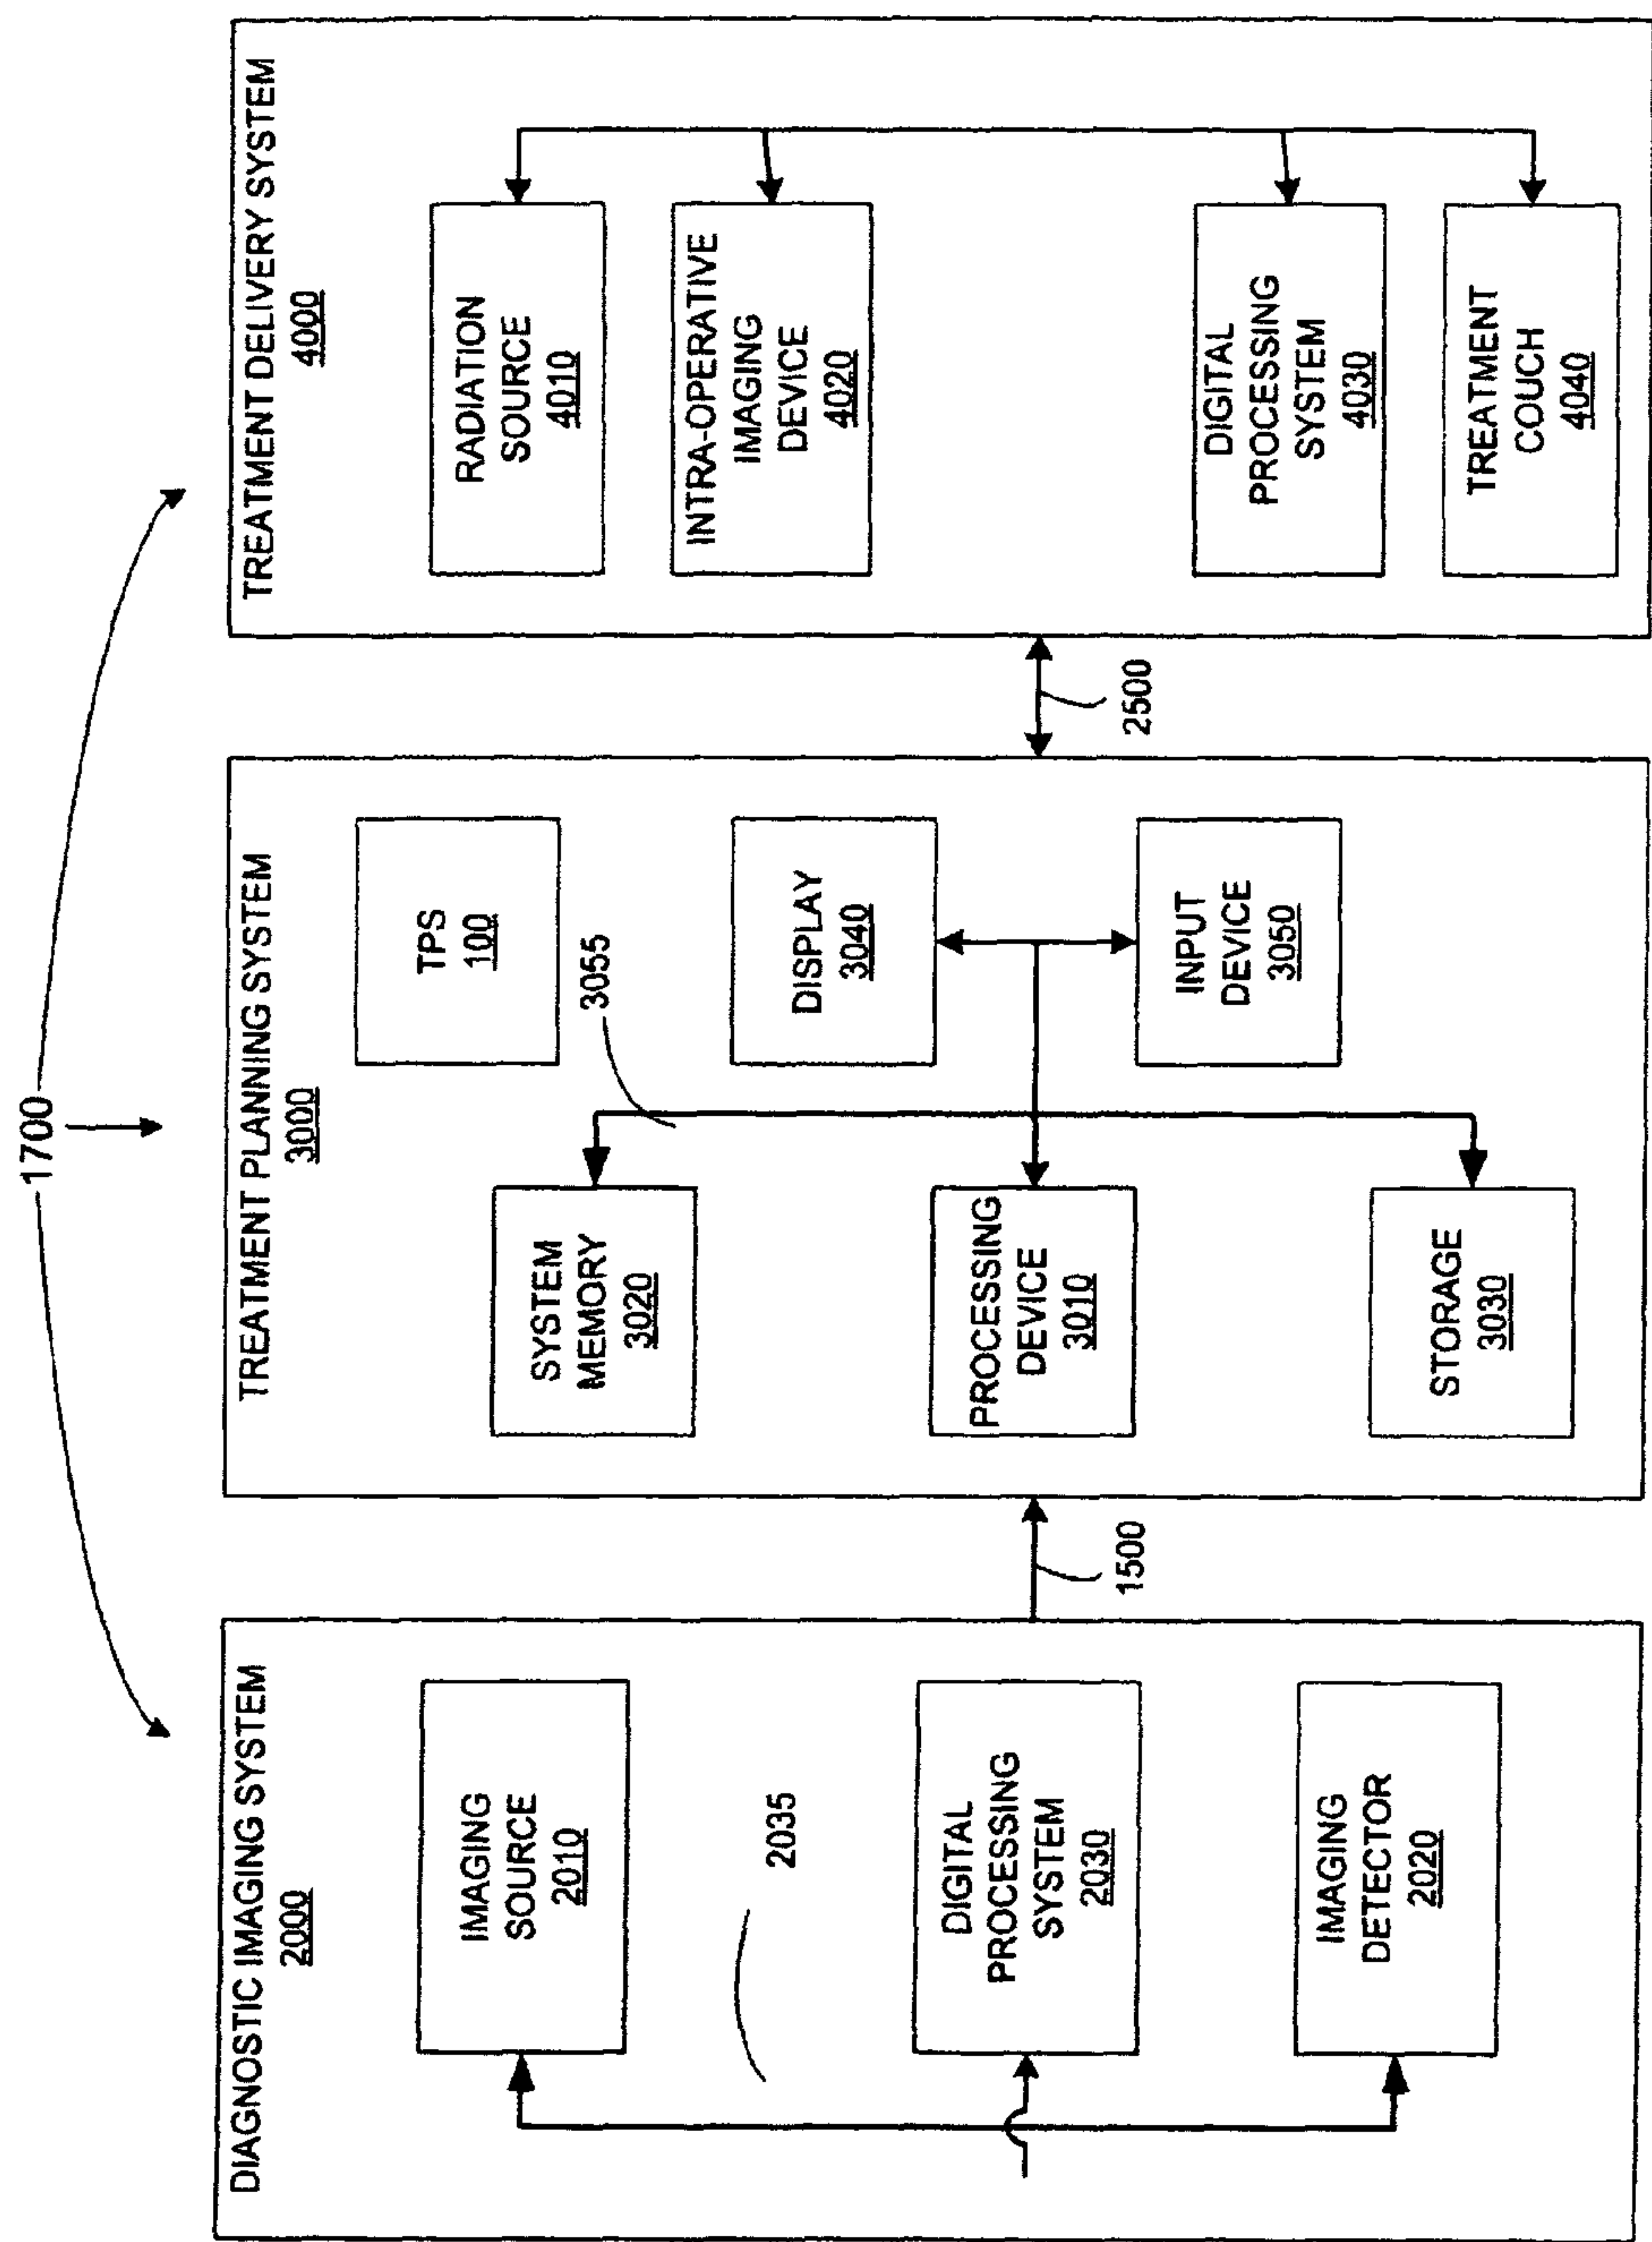 1700
DIAGNOSTIC IMAGING SYSTEM
2000
IMAGING
SOURCE
2010
2035
DIGITAL
PROCESSING
SYSTEM
2030
IMAGING
DETECTOR
2020
1500
TREATMENT PLANNING SYSTEM
3000
TPS
100
3055
SYSTEM
MEMORY
3020
DISPLAY
3040
PROCESSING
DEVICE
3010
INPUT
DEVICE
3050
STORAGE
3030
2500
TREATMENT DELIVERY SYSTEM
4000
RADIATION
SOURCE
4010
INTRA-OPERATIVE
IMAGING
DEVICE
4020
DIGITAL
PROCESSING
SYSTEM
4030
TREATMENT
COUCH
4040